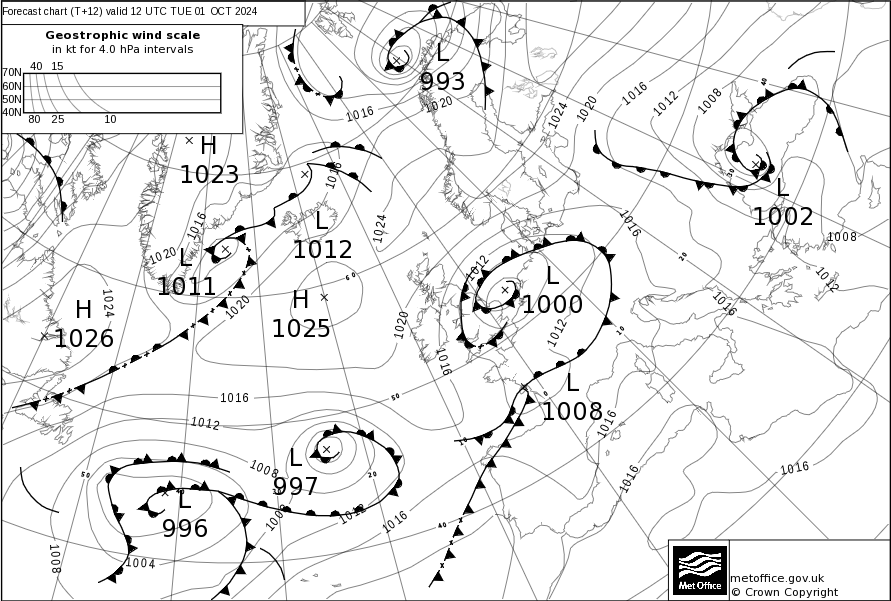 Forecast chart (T+12) valid 12 UTC TUE 01 OCT 2024
Geostrophic wind scale
in kt for 4.0 hPa intervals
40 15
70N
60N
50N
40N
80 25 10
L
993
1016
1020
1024
1020
1016
1012
1008
40
H
1023
1016
30
L
1002
1016
1024
1016
1008
L
1012
1020
L
1011
1012
L
1000
20
1012
60
H
1025
1024
H
1026
1020
1020
1012
1016
10
1016
0
L
1008
50
1016
1012
1016
L
997
1008
1016
1016
50
20
L
996
1008
1012
1016
40
1008
1004
Met Office
metoffice.gov.uk
© Crown Copyright